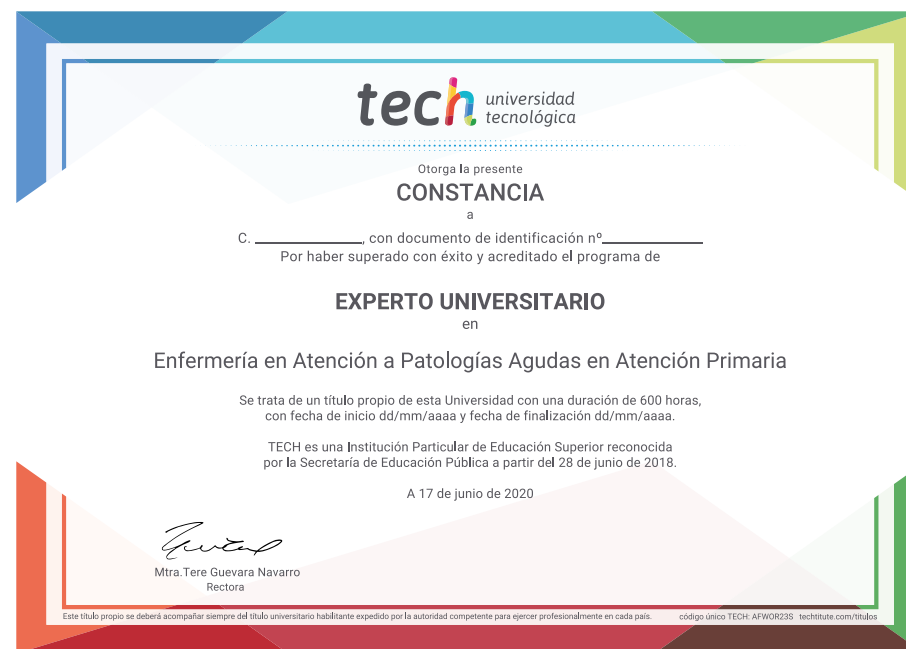 tech universidad
tecnológica
Otorga la presente
CONSTANCIA
a
C. ____________, con documento de identificación nº____________
Por haber superado con éxito y acreditado el programa de
EXPERTO UNIVERSITARIO
en
Enfermería en Atención a Patologías Agudas en Atención Primaria
Se trata de un título propio de esta Universidad con una duración de 600 horas,
con fecha de inicio dd/mm/aaaa y fecha de finalización dd/mm/aaaa.
TECH es una Institución Particular de Educación Superior reconocida
por la Secretaría de Educación Pública a partir del 28 de junio de 2018.
A 17 de junio de 2020
Mtra.Tere Guevara Navarro
Rectora
Este título propio se deberá acompañar siempre del título universitario habilitante expedido por la autoridad competente para ejercer profesionalmente en cada país. código único TECH: AFWOR23S techtitute.com/titulos